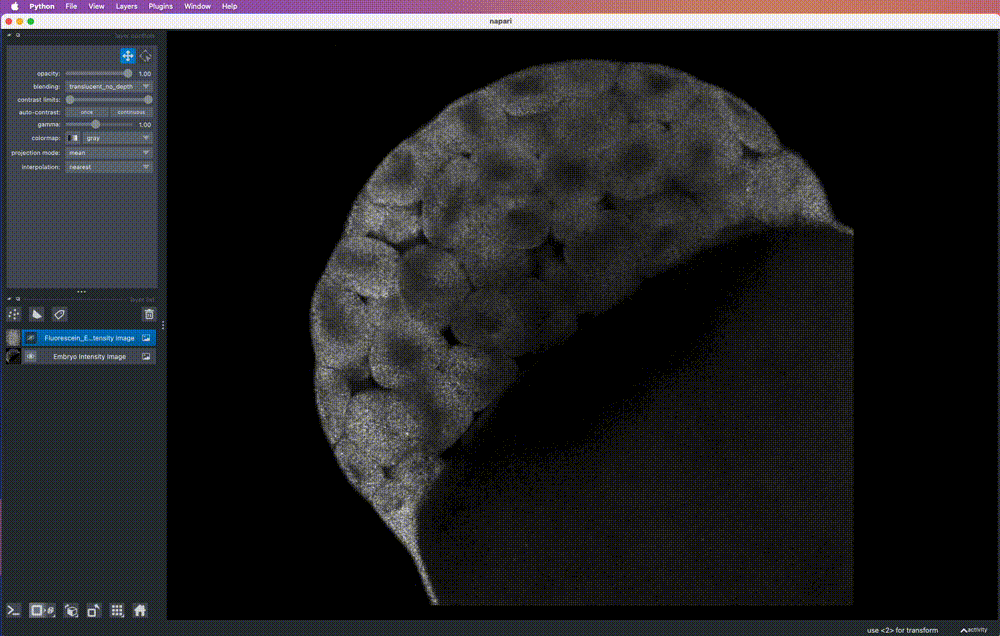 Python File View Layers Plugins Window Help
napari
layer controls
opacity: 1.00
blending: translucent_no_depth
contrast limits:
auto-contrast: once continuous
gamma: 1.00
colormap: gray
projection mode: mean
interpolation: nearest
layer list
Fluorescein_E...tensity image
Embryo Intensity image
use <2> for transform activity